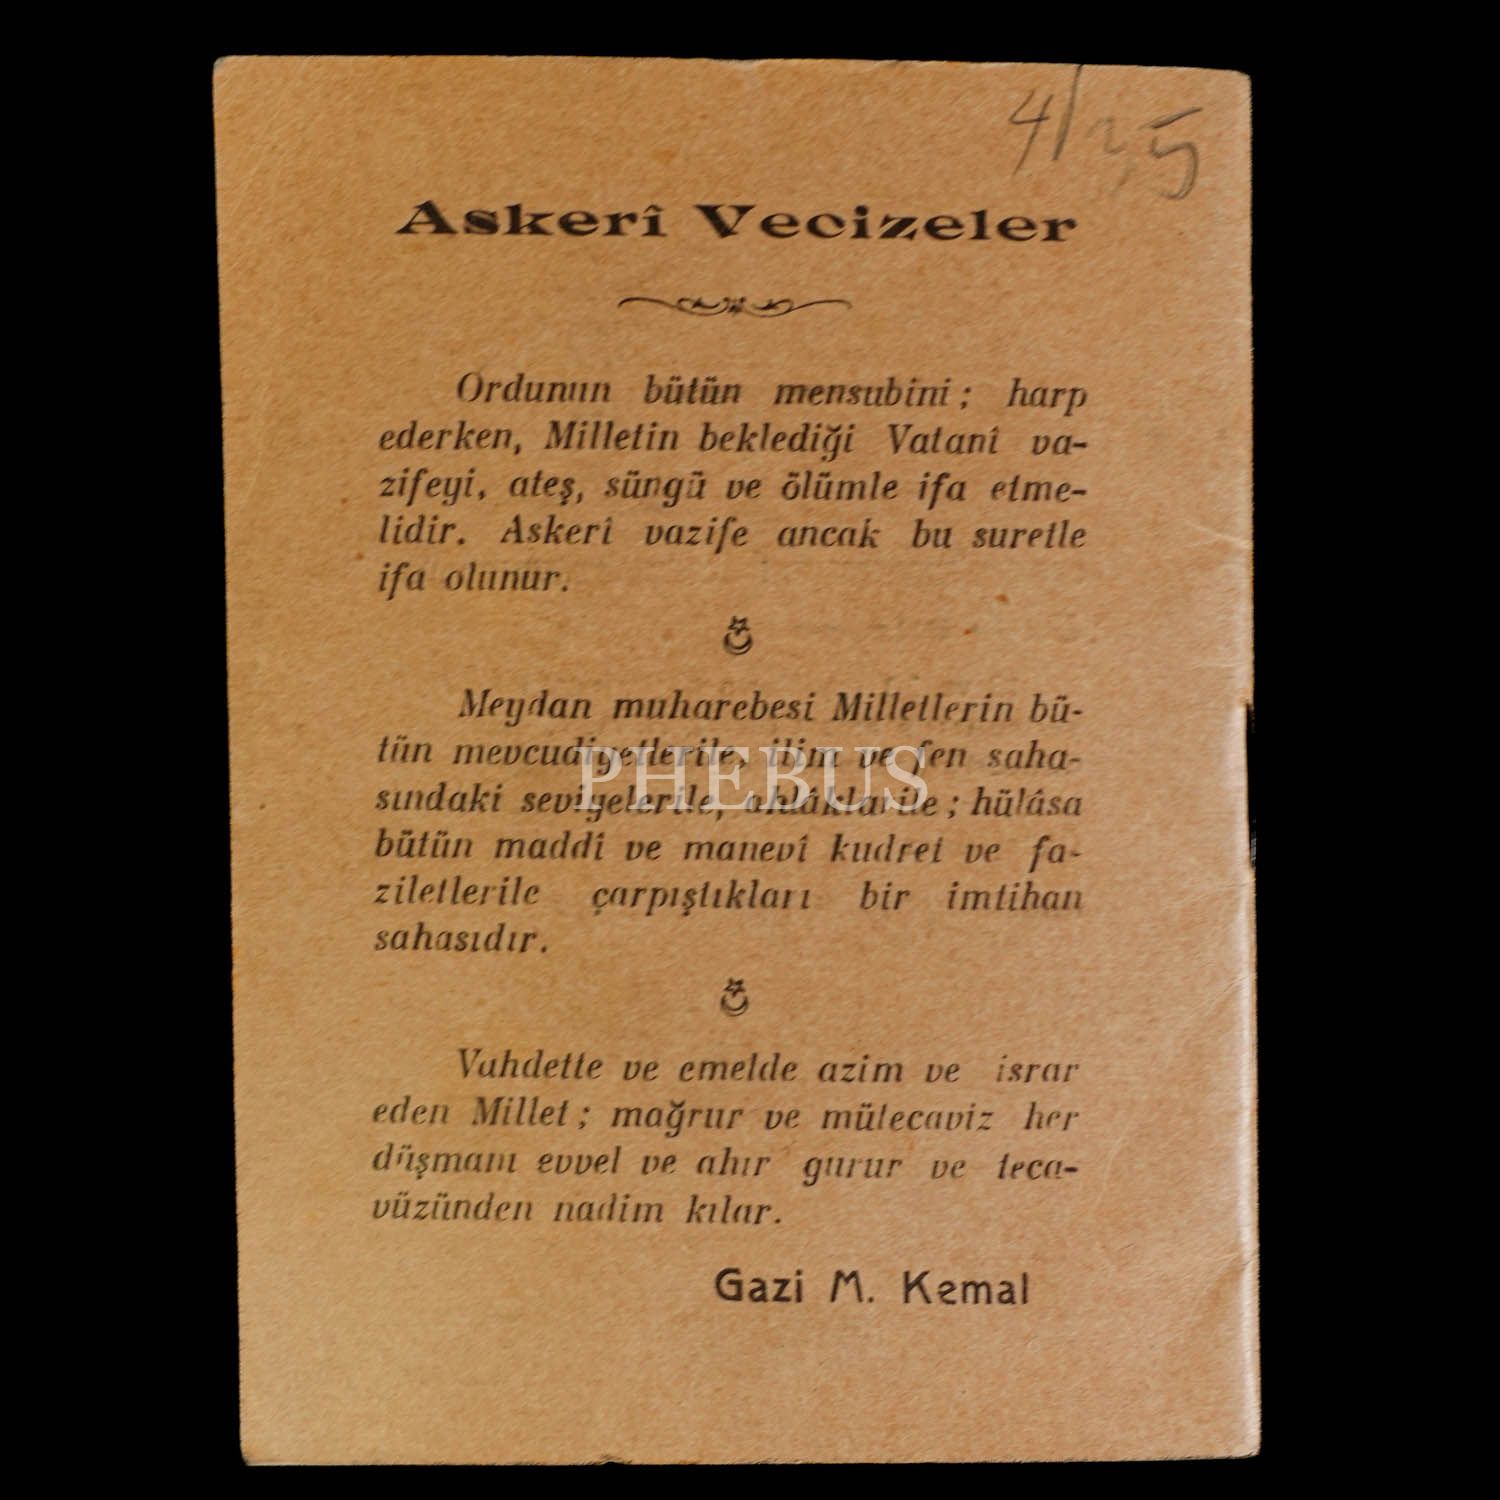 4/35
Askerî Vecizeler
Ordunun bütün mensubini; harp
ederken, Milletin beklediği Vatanî va-
zifeyi, ateş, süngü ve ölümle ifa etme-
lidir. Askerî vazife ancak bu suretle
ifa olunur.
Meydan muharebesi Milletlerin bü-
tün mevcudiyetlerile, ilim ve fen saha-
sındaki seviyelerile, ahlâklarile; hülâsa
bütün maddî ve manevî kudret ve fa-
ziletlerile çarpıştıkları bir imtihan
sahasıdır.
PHEBUS
Vahdette ve emelde azim ve israr
eden Millet; mağrur ve mütecaviz her
düşmanı evvel ve ahır gurur ve teca-
vüzünden nadim kılar.
Gazi M. Kemal